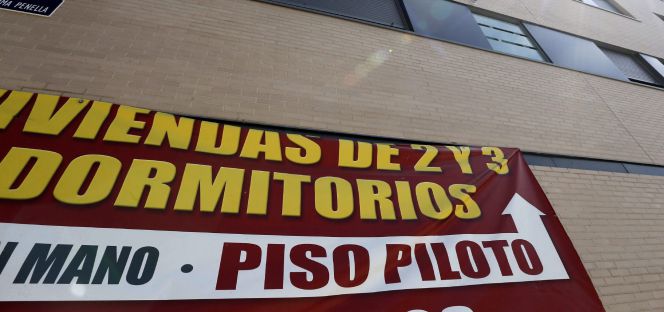 PENELLA
VIVIENDAS DE 2 Y 3
DORMITORIOS
MANO · PISO PILOTO